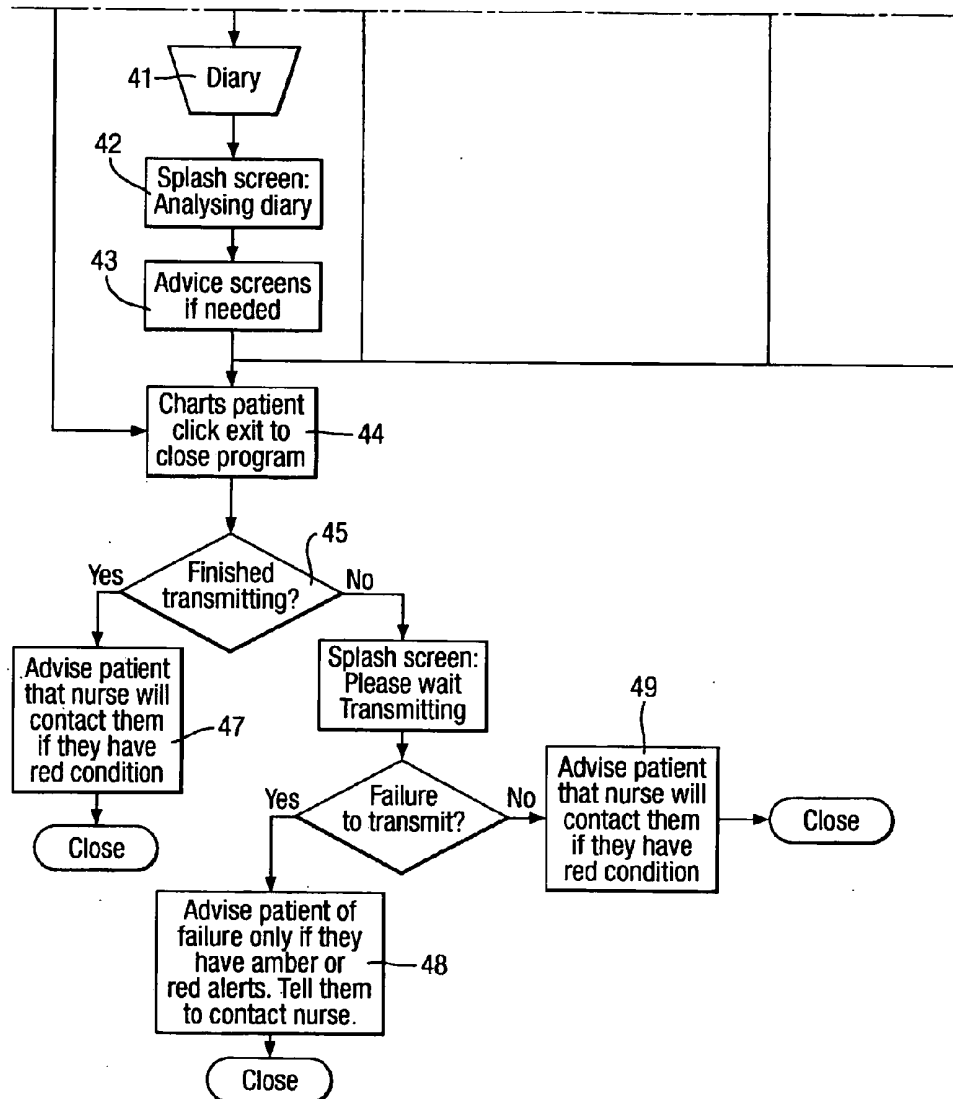 41
Diary
42
Splash screen:
Analysing diary
43
Advice screens
if needed
Charts patient
click exit to
close program
44
45
Yes
Finished
transmitting?
No
Advise patient
that nurse will
contact them
if they have
red condition
47
Close
Splash screen:
Please wait
Transmitting
Yes
Failure
to transmit?
No
49
Advise patient
that nurse will
contact them
if they have
red condition
Close
Advise patient of
failure only if they
have amber or
red alerts. Tell them
to contact nurse.
48
Close